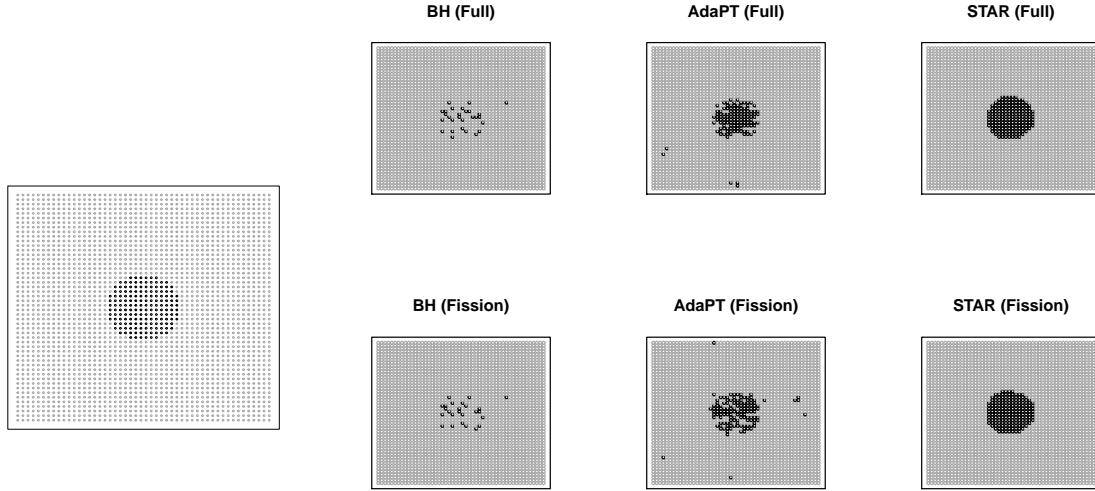 BH (Full)
AdaPT (Full)
STAR (Full)
BH (Fission)
AdaPT (Fission)
STAR (Fission)